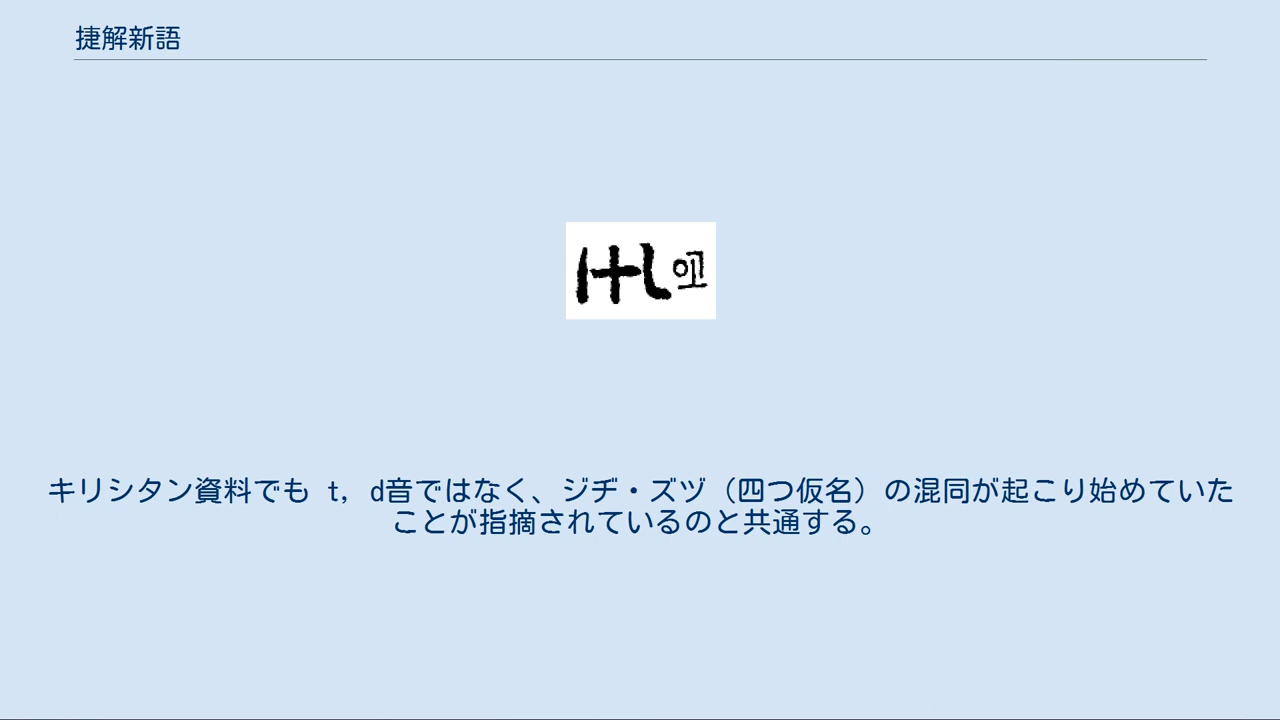 捷解新語
キリシタン資料でも t, d音ではなく、ジヂ・ズヅ（四つ仮名）の混同が起こり始めていた
ことが指摘されているのと共通する。